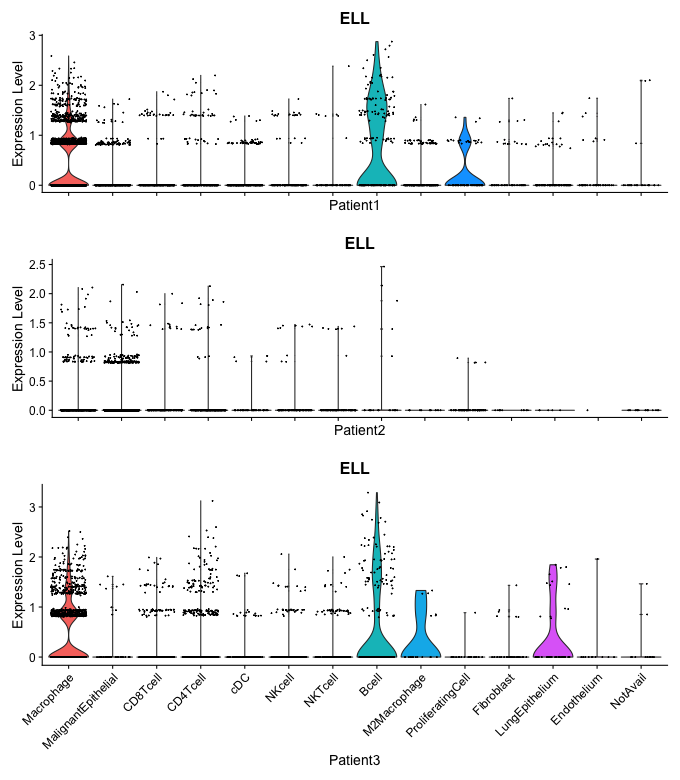 ELL
3
2
1
0
Expression Level
Patient1
ELL
2.5
2.0
1.5
1.0
0.5
0.0
Expression Level
Patient2
ELL
3
2
1
0
Expression Level
Macrophage
MalignantEpithelial
CD8Tcell
CD4Tcell
cDC
NKcell
NKTcell
Bcell
M2Macrophage
ProliferatingCell
Fibroblast
LungEpithelium
Endothelium
NotAvail
Patient3